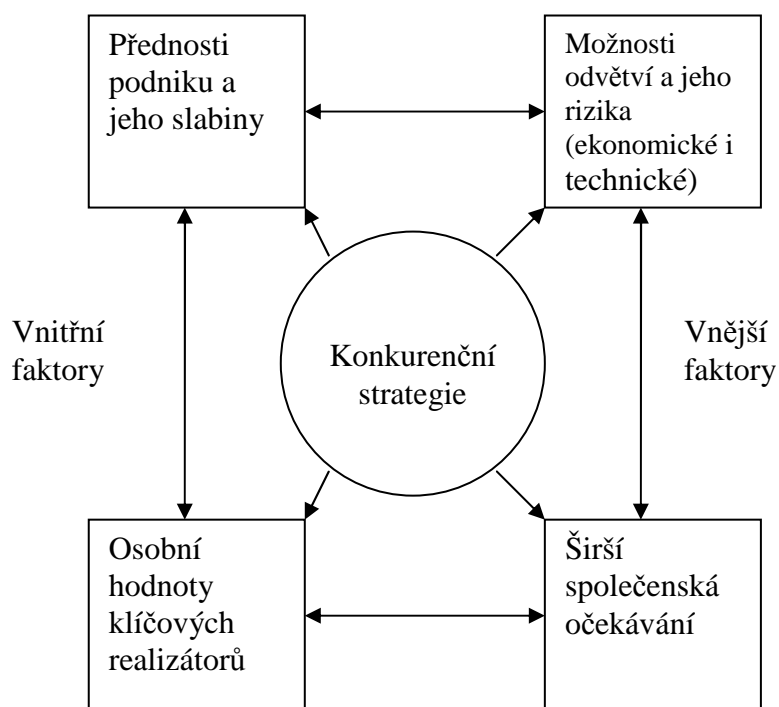 Přednosti
podniku a
jeho slabiny
Možnosti
odvětví a jeho
rizika
(ekonomické i
technické)
Vnitřní
faktory
Konkurenční
strategie
Vnější
faktory
Osobní
hodnoty
klíčových
realizátorů
Širší
společenská
očekávání